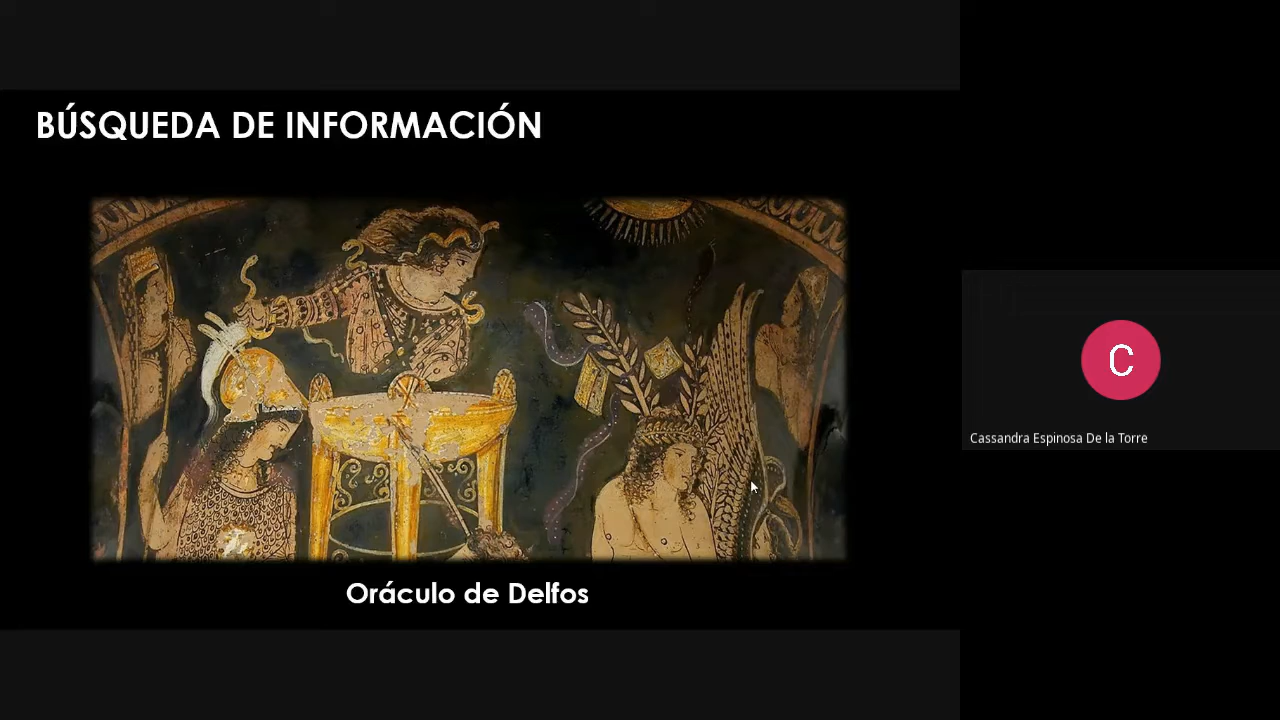 BÚSQUEDA DE INFORMACIÓN
Oráculo de Delfos
C
Cassandra Espinosa De la Torre